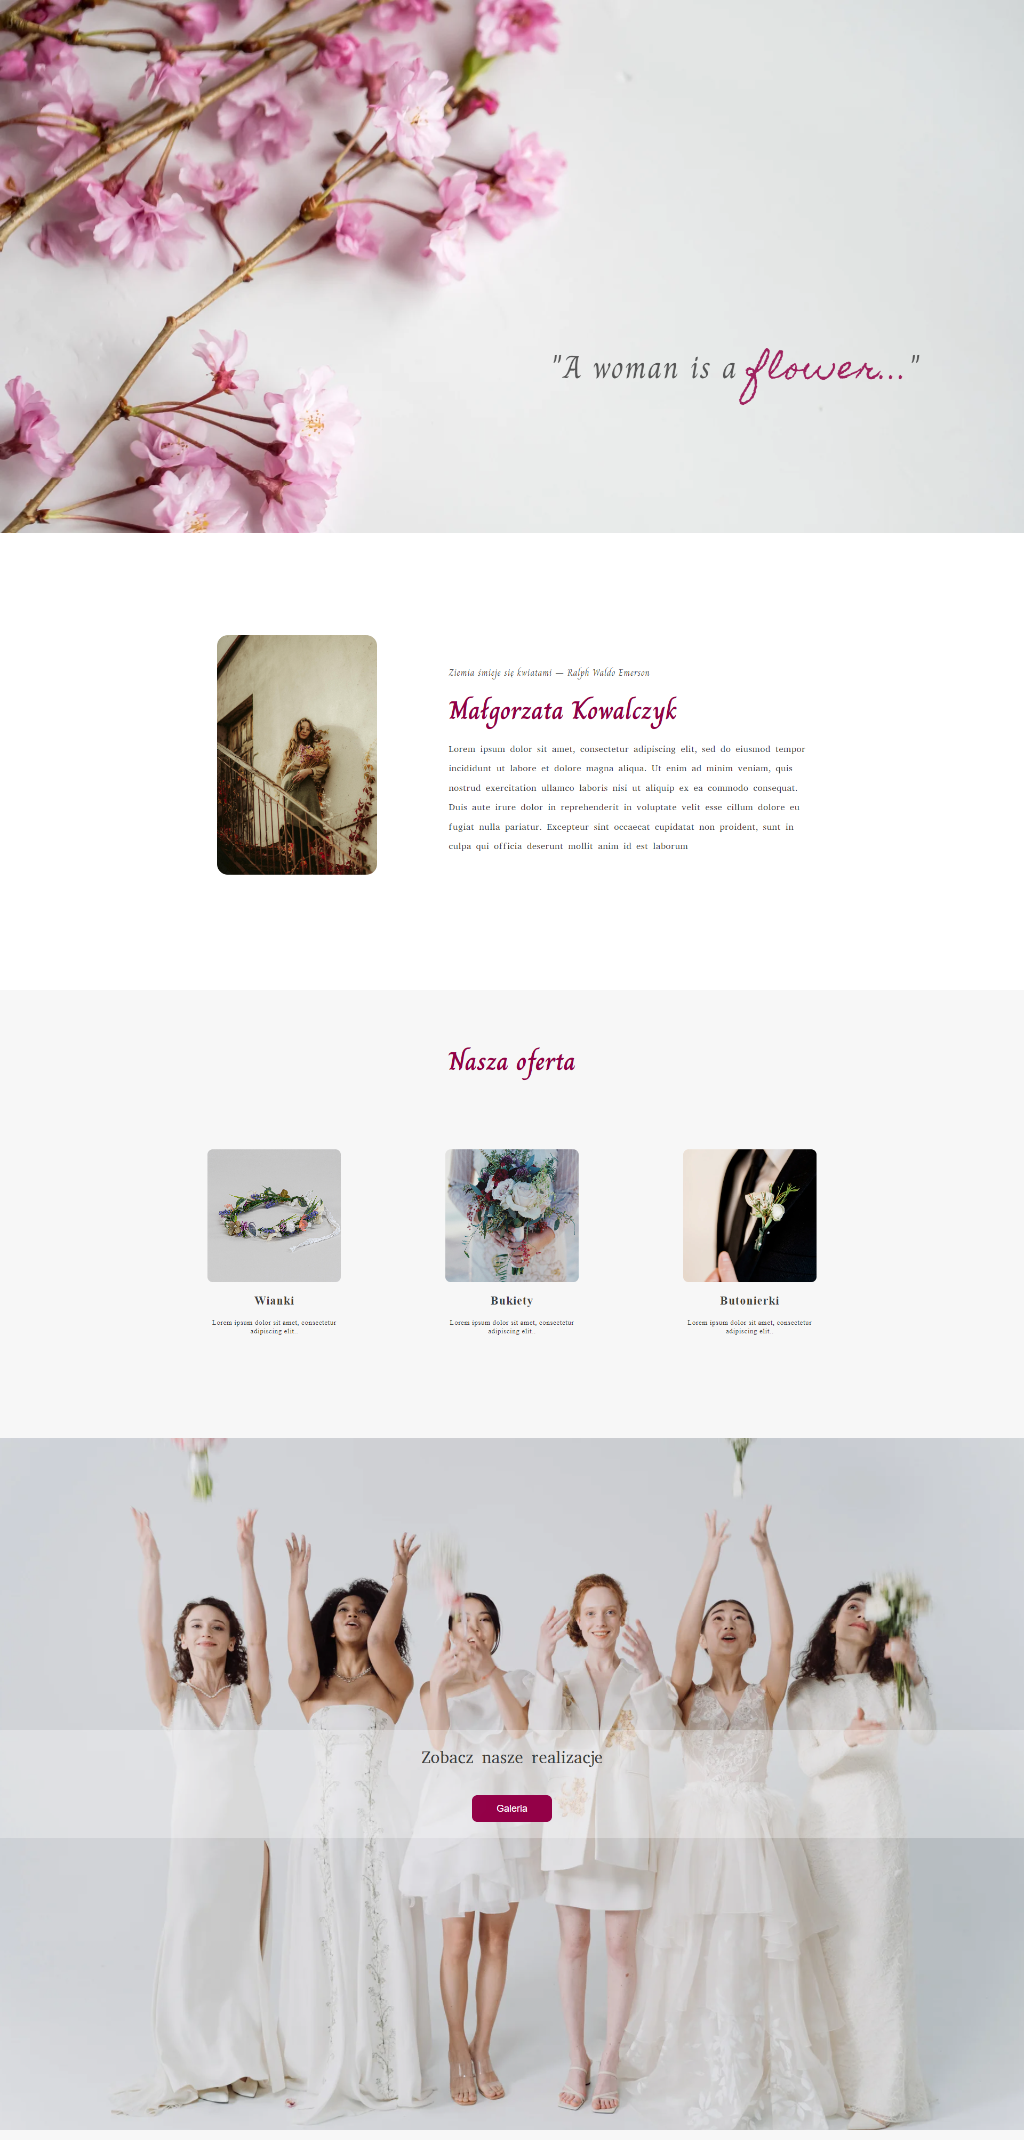 "A woman is a flower..."
Ziemia śmieje się kwiatami — Ralph Waldo Emerson
Małgorzata Kowalczyk
Lorem ipsum dolor sit amet, consectetur adipiscing elit, sed do eiusmod tempor
incididunt ut labore et dolore magna aliqua. Ut enim ad minim veniam, quis
nostrud exercitation ullamco laboris nisi ut aliquip ex ea commodo consequat.
Duis aute irure dolor in reprehenderit in voluptate velit esse cillum dolore eu
fugiat nulla pariatur. Excepteur sint occaecat cupidatat non proident, sunt in
culpa qui officia deserunt mollit anim id est laborum
Nasza oferta
Wianki
Lorem ipsum dolor sit amet, consectetur
adipiscing elit..
Bukiety
Lorem ipsum dolor sit amet, consectetur
adipiscing elit..
Butonierki
Lorem ipsum dolor sit amet, consectetur
adipiscing elit..
Zobacz nasze realizacje
Galeria